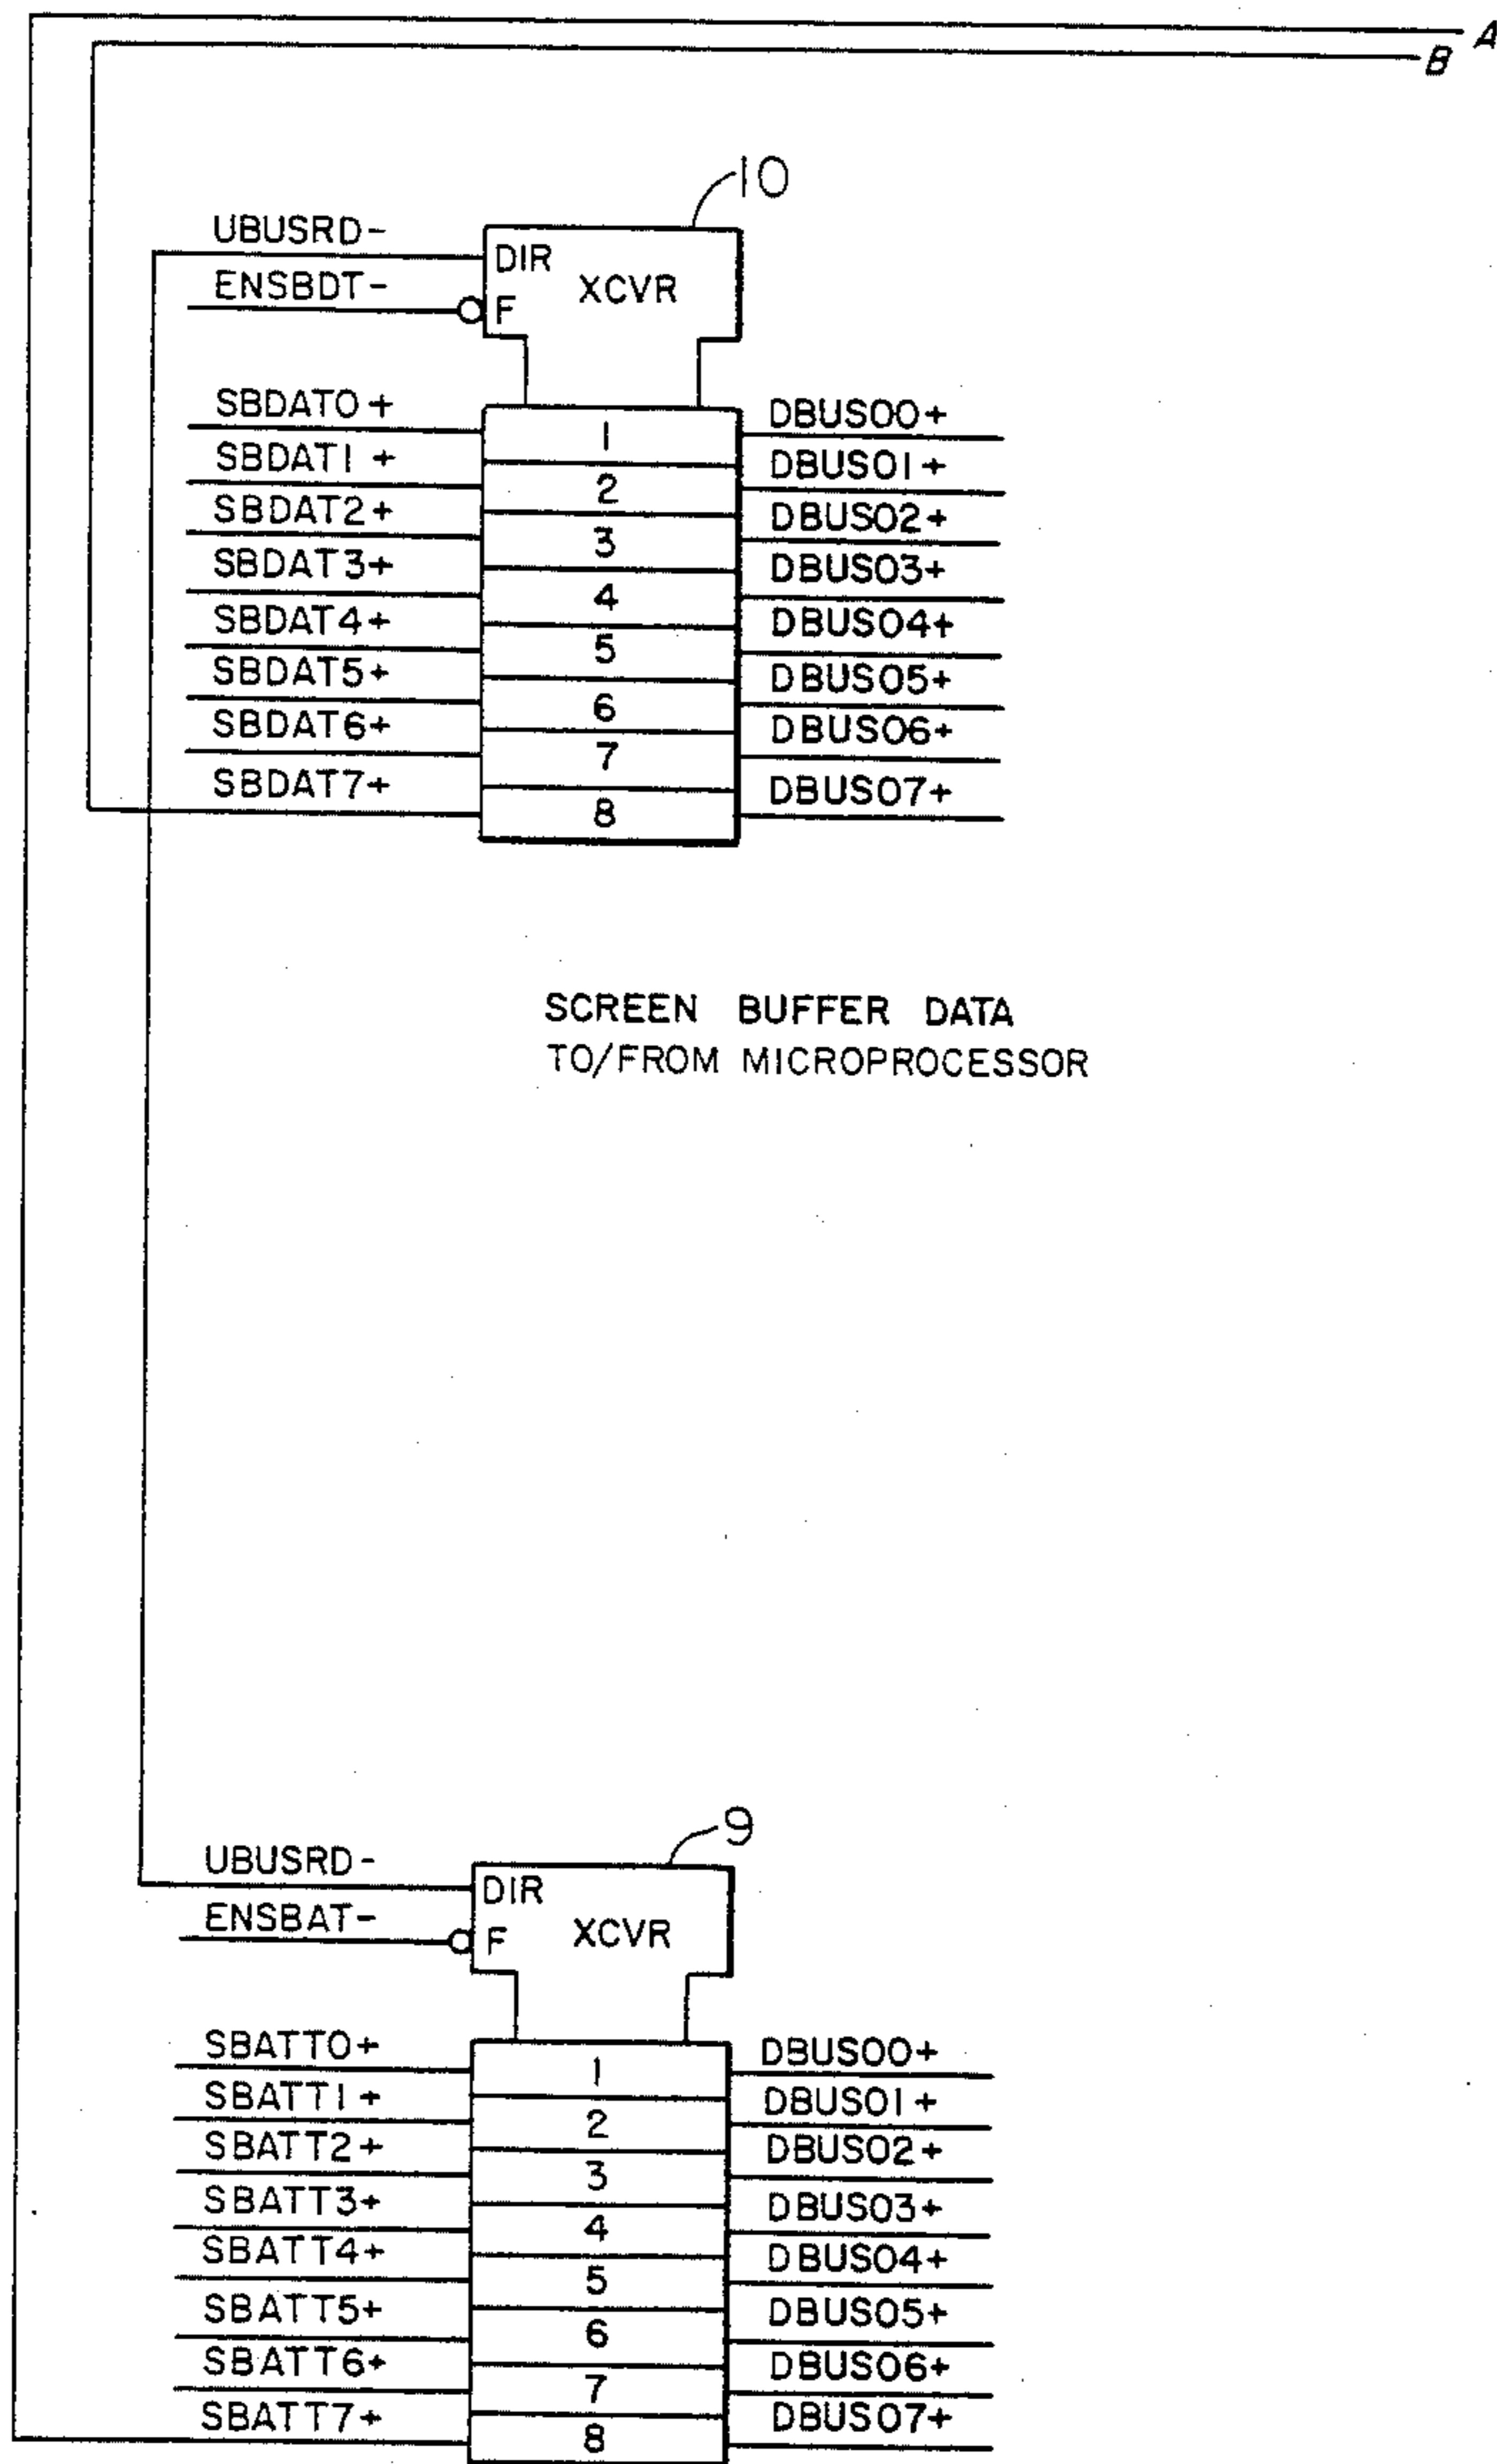 A
B
10
UBUSRD-
DIR
XCVR
ENSBDT-
F
SBDAT0+ 1 DBUS00+
SBDAT1+ 2 DBUS01+
SBDAT2+ 3 DBUS02+
SBDAT3+ 4 DBUS03+
SBDAT4+ 5 DBUS04+
SBDAT5+ 6 DBUS05+
SBDAT6+ 7 DBUS06+
SBDAT7+ 8 DBUS07+
SCREEN BUFFER DATA
TO/FROM MICROPROCESSOR
9
UBUSRD-
DIR
XCVR
ENSBAT-
F
SBATT0+ 1 DBUS00+
SBATT1+ 2 DBUS01+
SBATT2+ 3 DBUS02+
SBATT3+ 4 DBUS03+
SBATT4+ 5 DBUS04+
SBATT5+ 6 DBUS05+
SBATT6+ 7 DBUS06+
SBATT7+ 8 DBUS07+